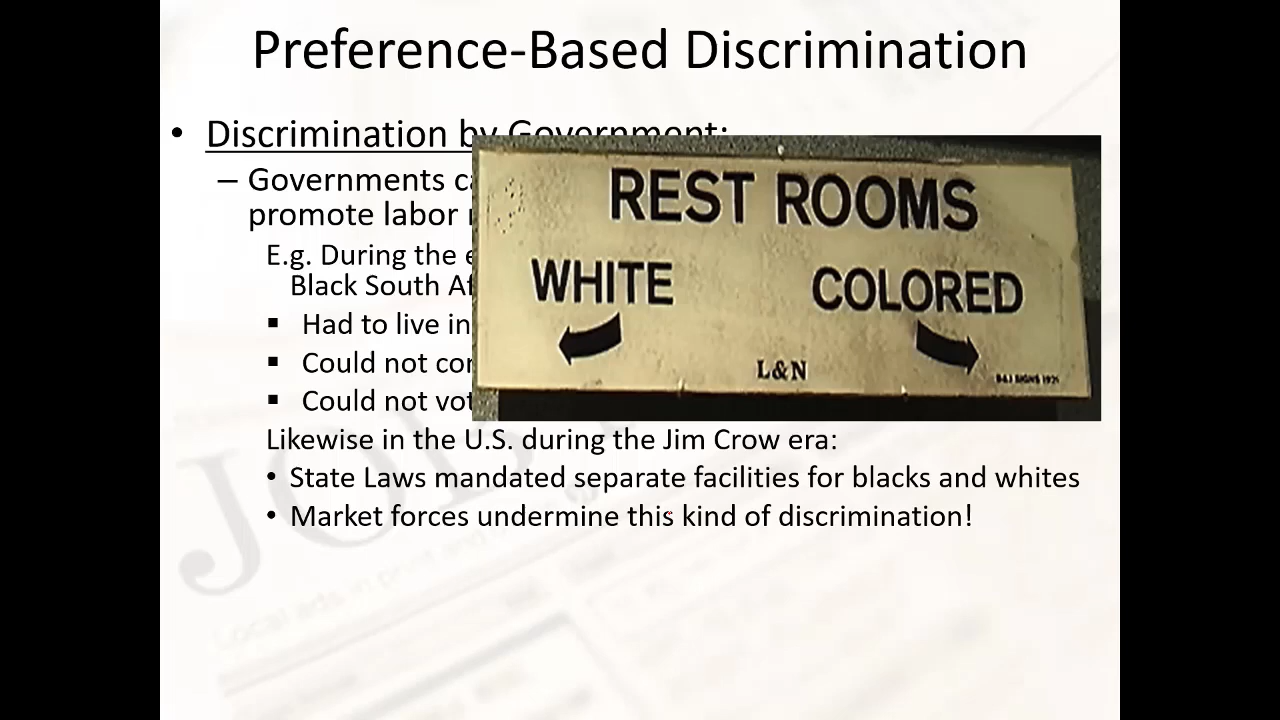 Preference-Based Discrimination
• Discrimination by Government:
– Governments
promote labor
E.g. During the
Black South
▪ Had to live in
▪ Could not
▪ Could not
REST ROOMS
WHITE COLORED
L&N
Likewise in the U.S. during the Jim Crow era:
• State Laws mandated separate facilities for blacks and whites
• Market forces undermine this kind of discrimination!
JOB